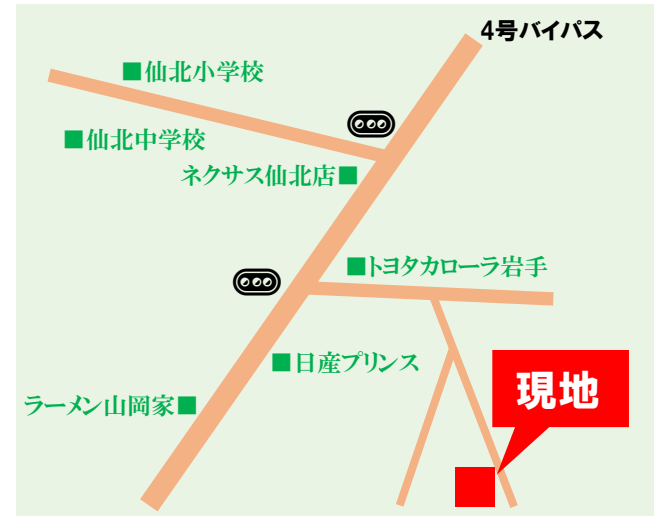 4号バイパス
■仙北小学校
■仙北中学校
ネクサス仙北店■
■トヨタカローラ岩手
■日産プリンス
ラーメン山岡家■
現地